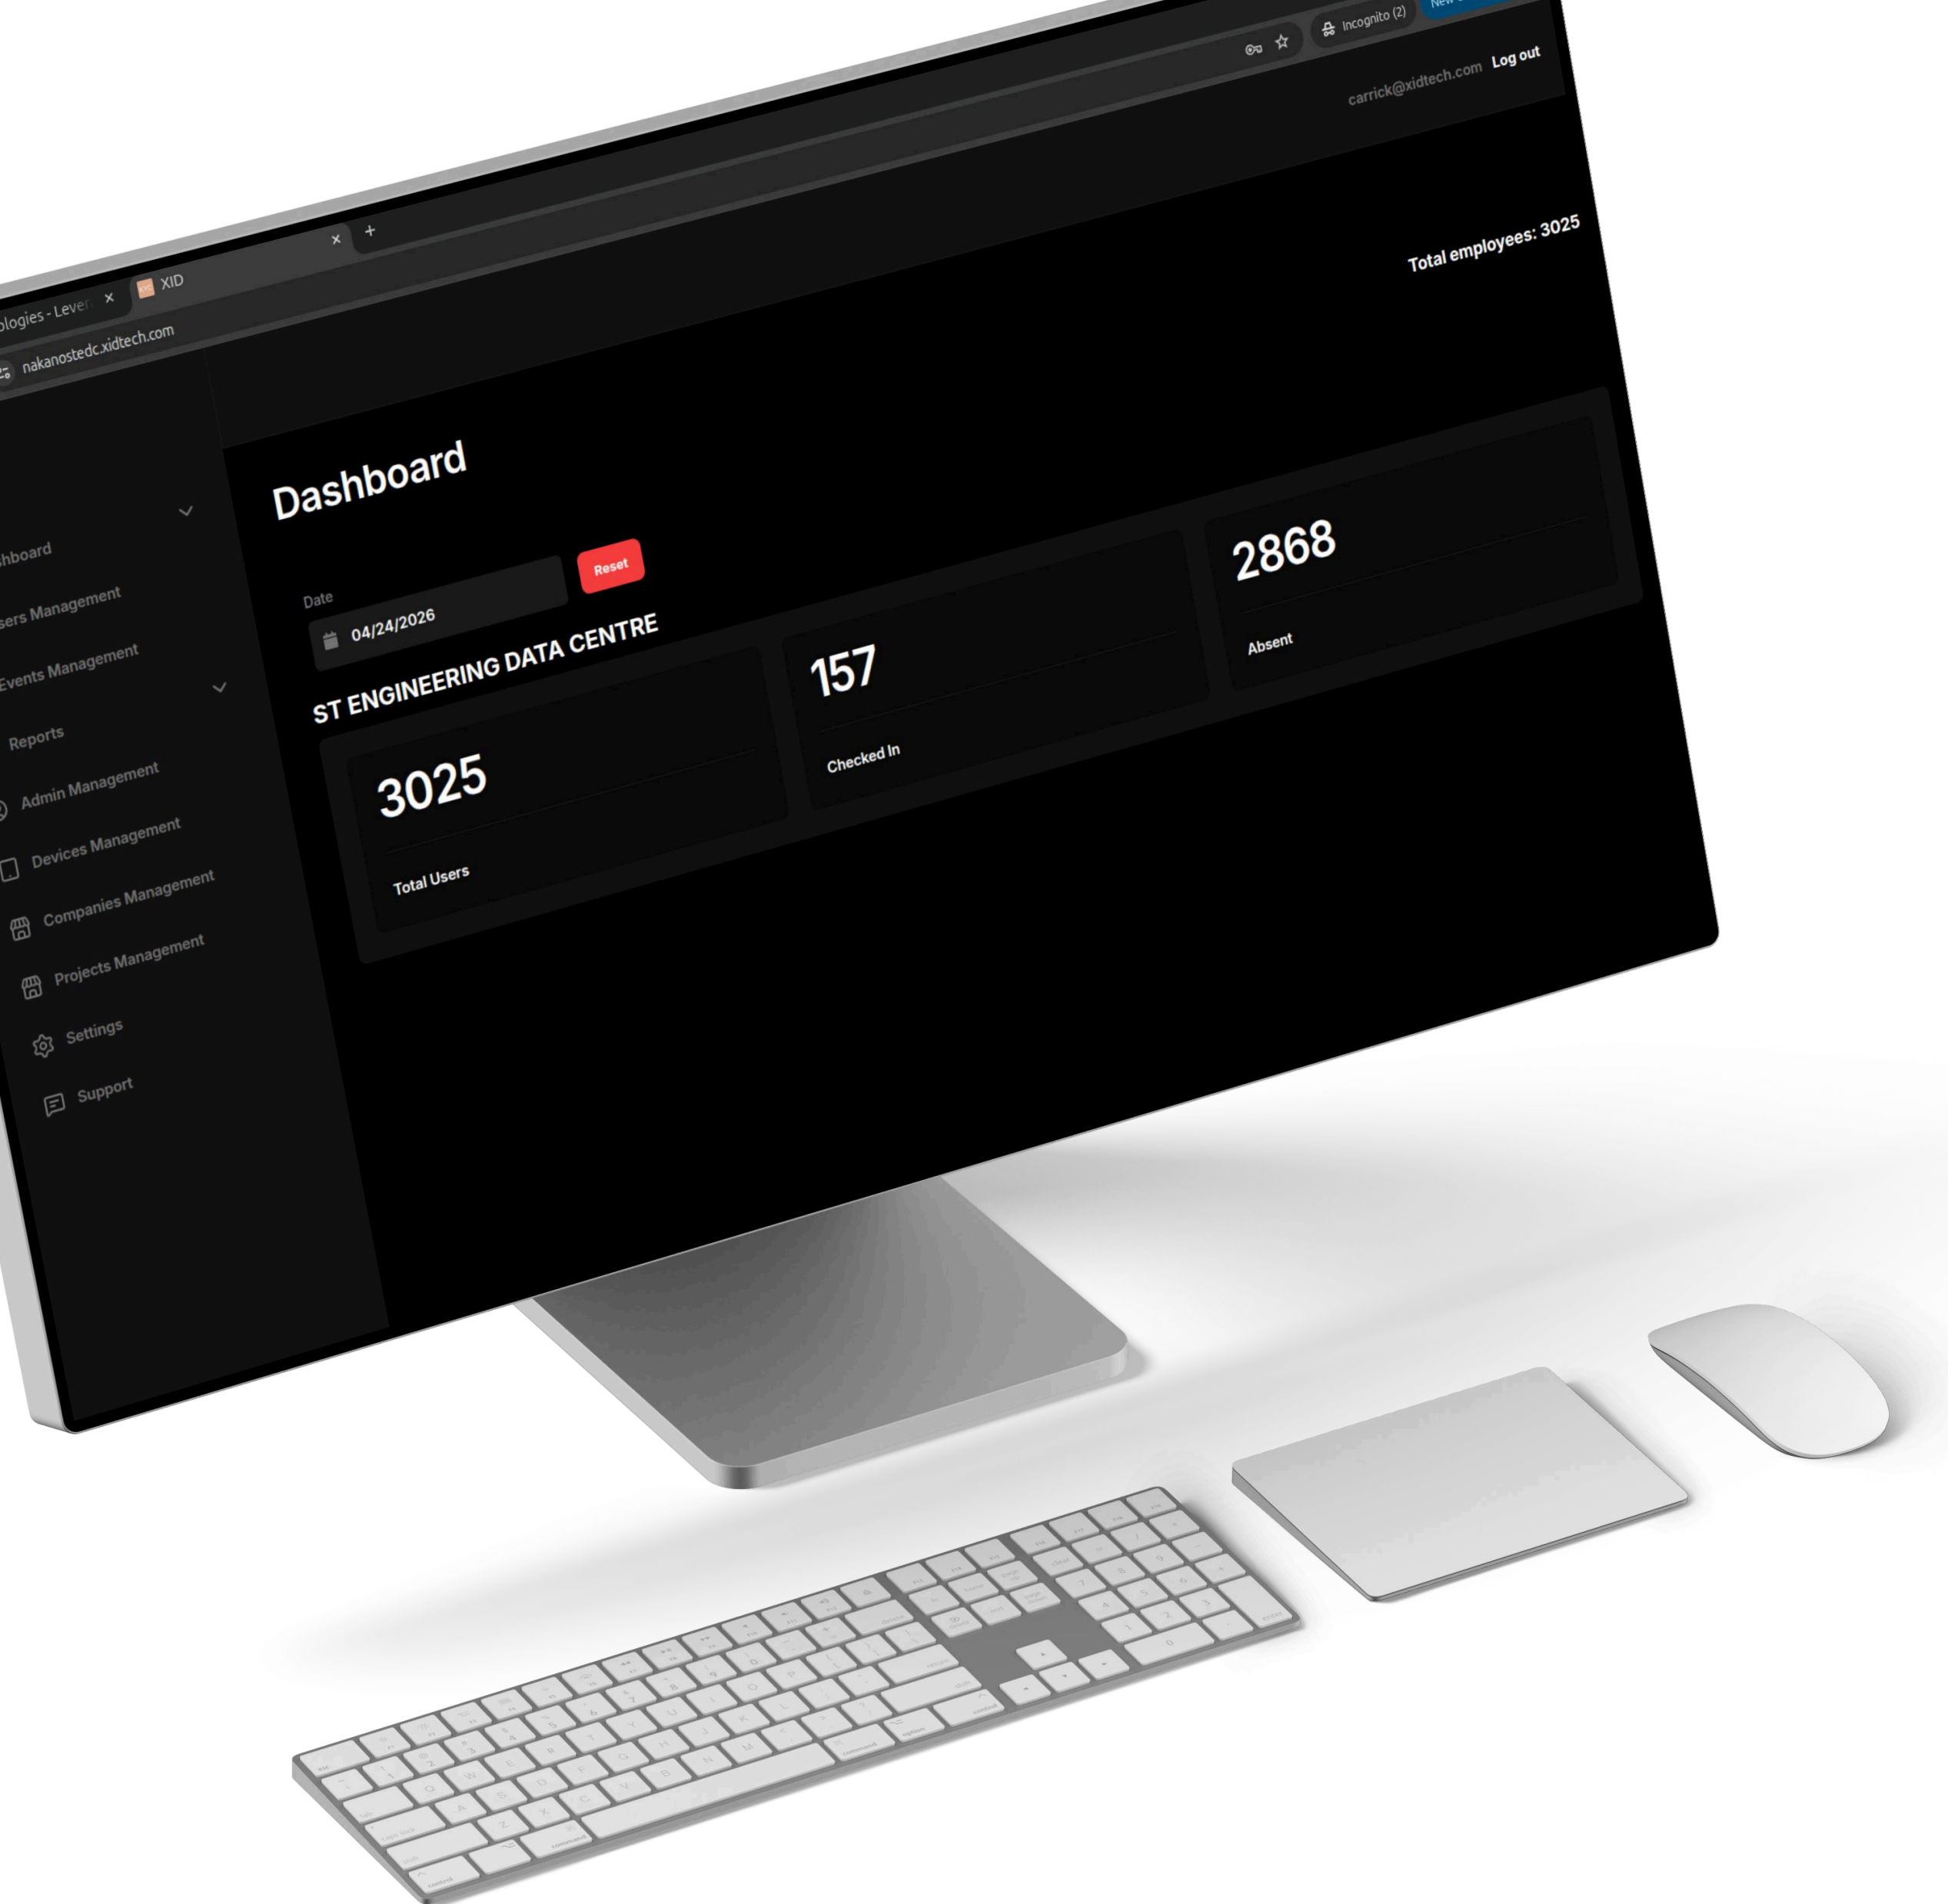 ologies - Lever
XID
Incognito (2)
nakanostedc.xidtech.com
carrick@xidtech.com Log out
Total employees: 3025
Dashboard
Date
04/24/2026
Reset
ST ENGINEERING DATA CENTRE
3025
Total Users
157
Checked In
2868
Absent
shboard
sers Management
Events Management
Reports
Admin Management
Devices Management
Companies Management
Projects Management
Settings
Support